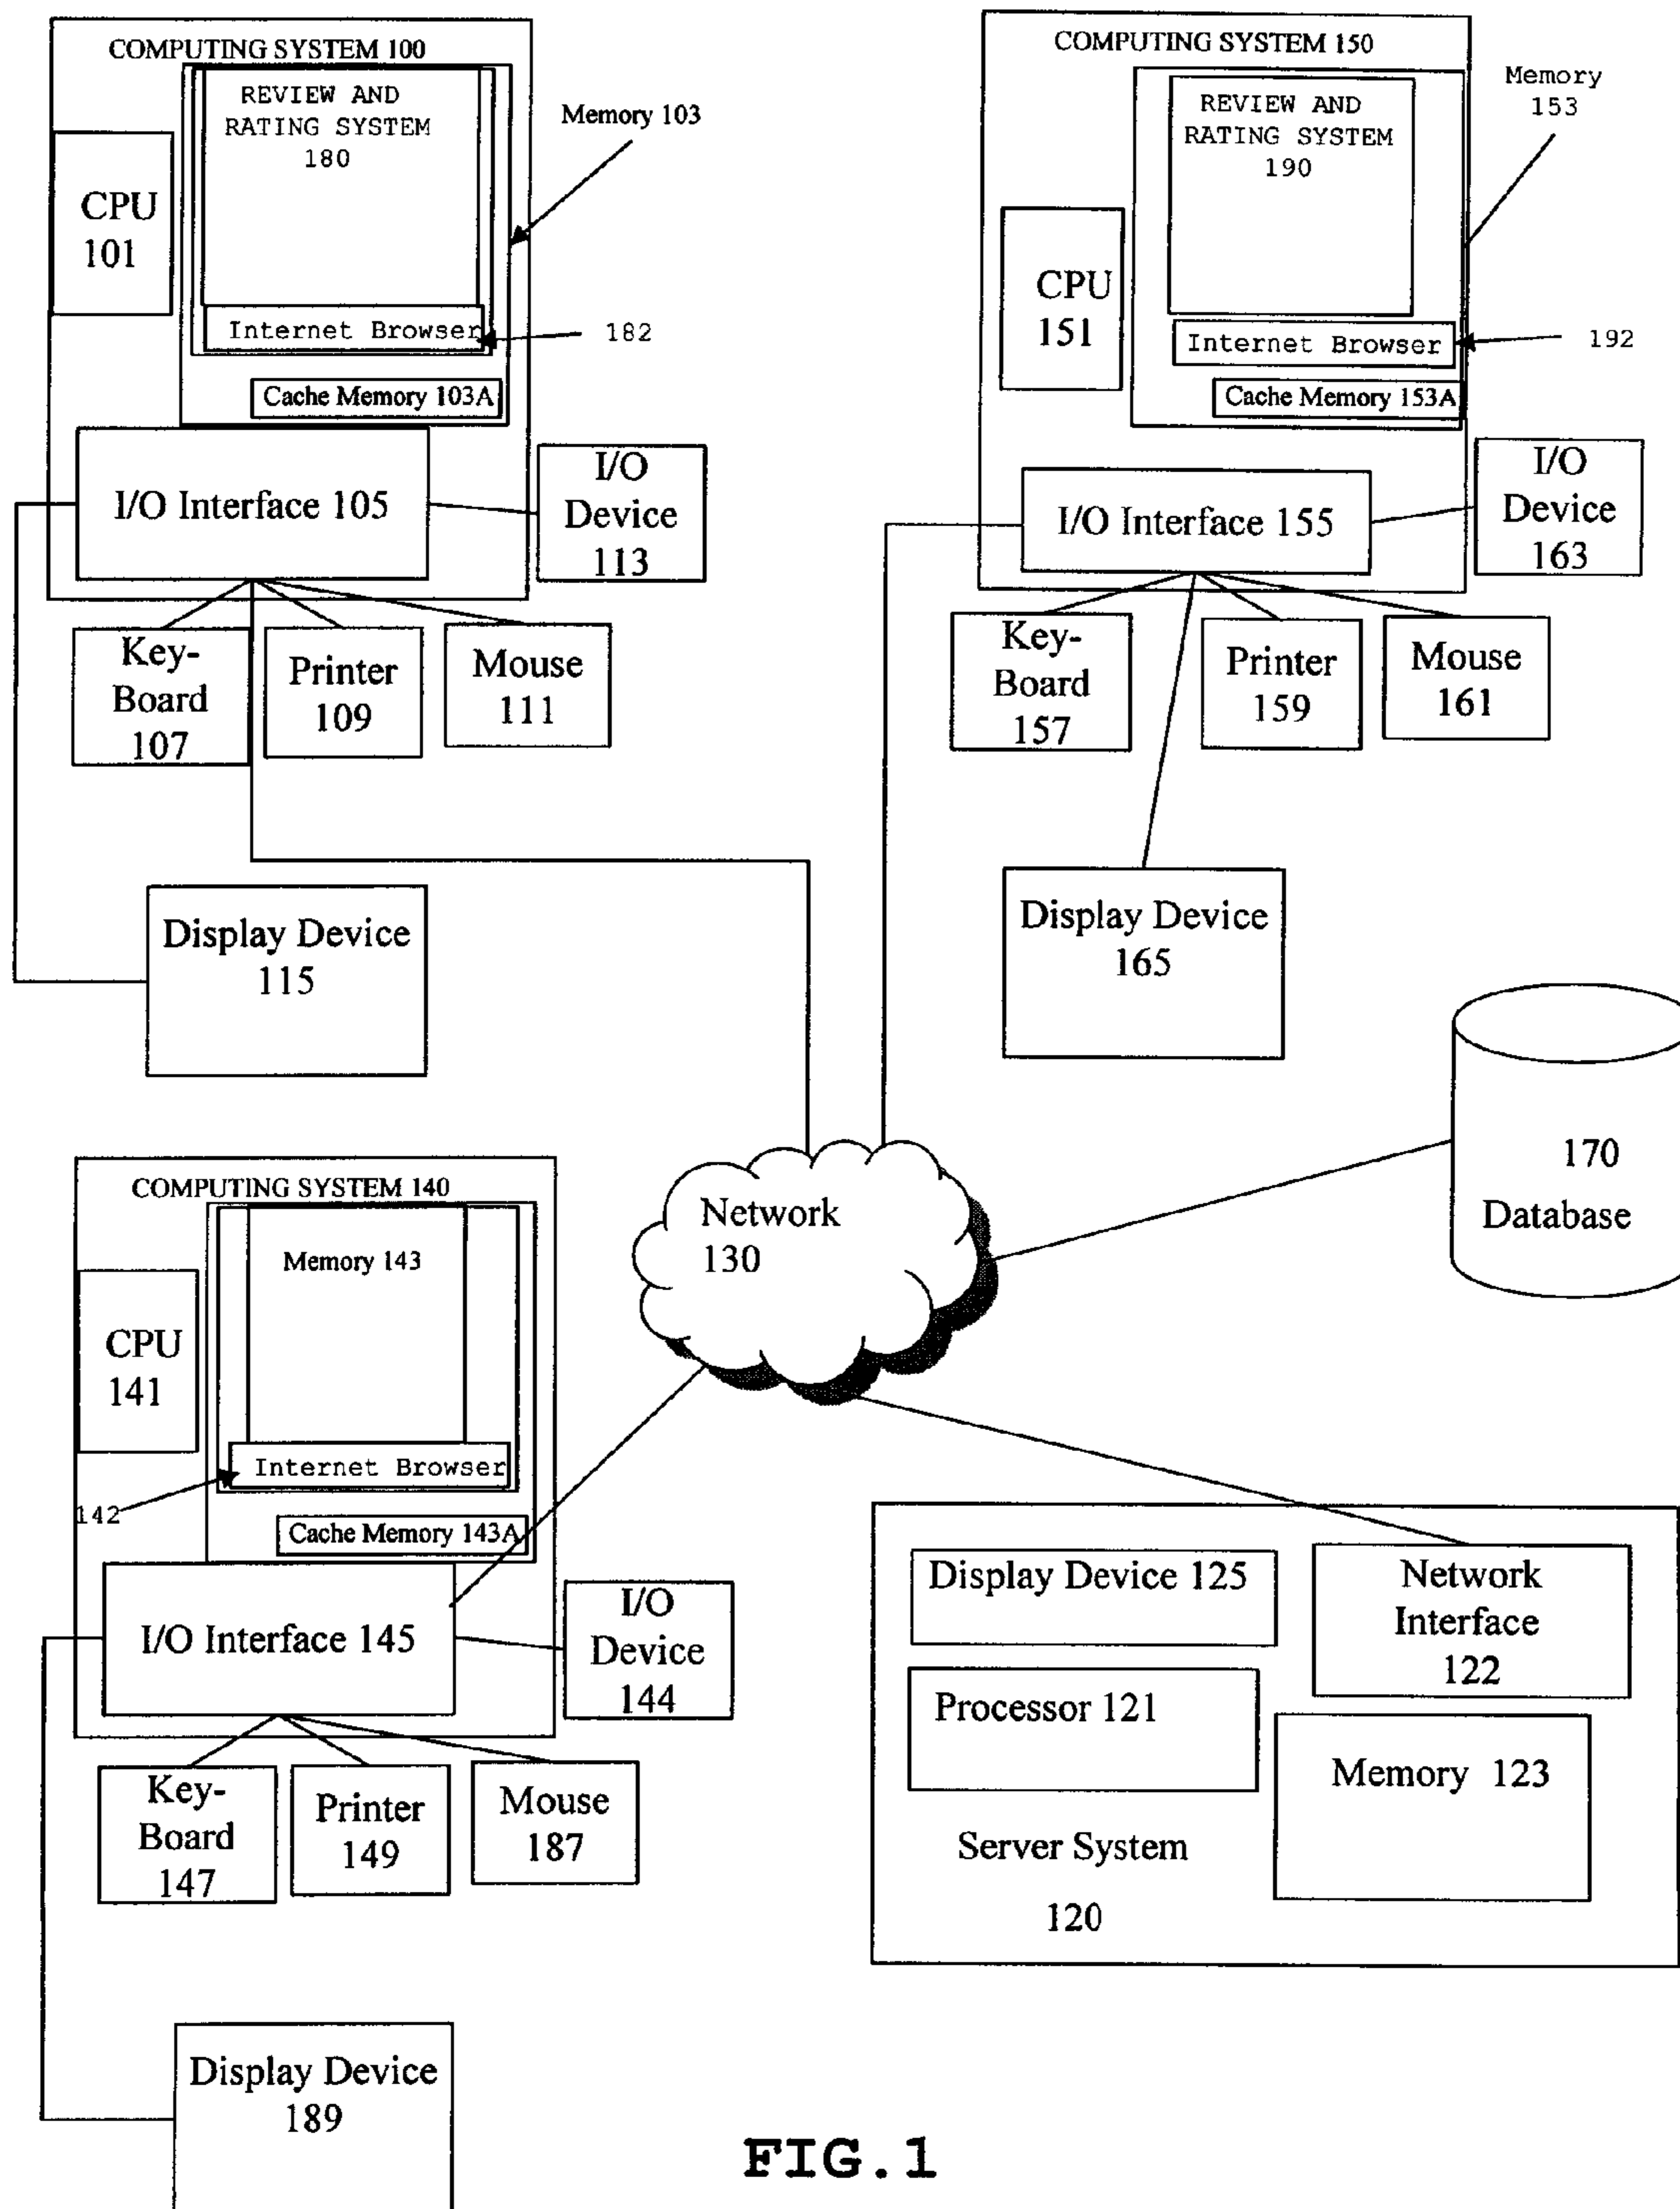 COMPUTING SYSTEM 100
REVIEW AND
RATING SYSTEM
180
Memory 103
CPU
101
Internet Browser
182
Cache Memory 103A
I/O Interface 105
I/O
Device
113
Key-
Board
107
Printer
109
Mouse
111
Display Device
115
COMPUTING SYSTEM 150
REVIEW AND
RATING SYSTEM
190
Memory
153
CPU
151
Internet Browser
192
Cache Memory 153A
I/O Interface 155
I/O
Device
163
Key-
Board
157
Printer
159
Mouse
161
Display Device
165
Network
130
170
Database
COMPUTING SYSTEM 140
Memory 143
CPU
141
Internet Browser
142
Cache Memory 143A
I/O Interface 145
I/O
Device
144
Key-
Board
147
Printer
149
Mouse
187
Display Device
189
Display Device 125
Network
Interface
122
Processor 121
Memory 123
Server System
120
FIG.1